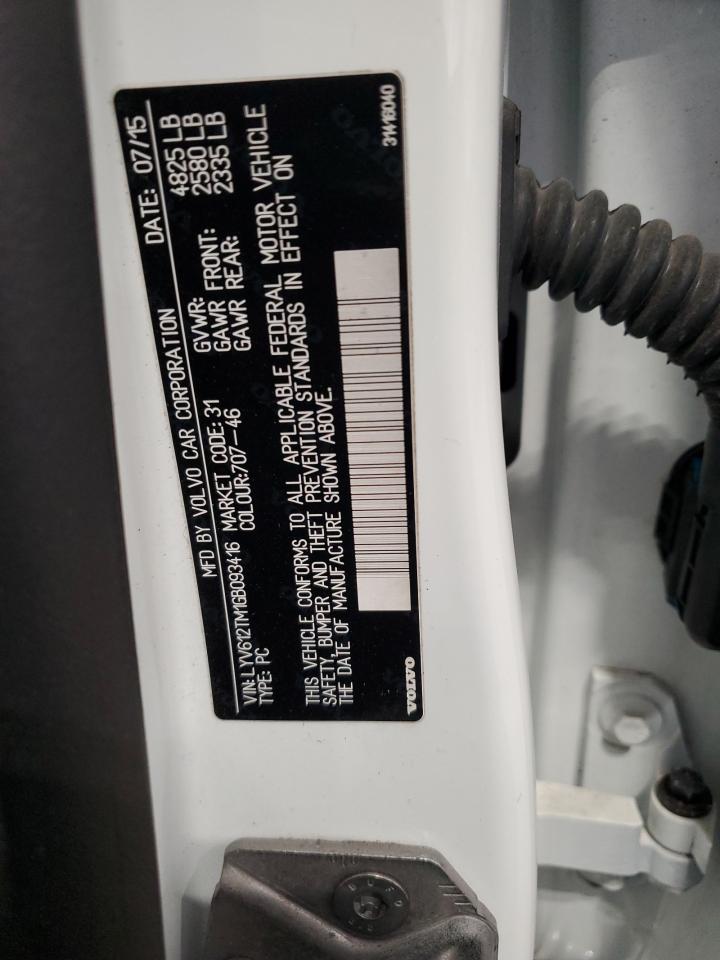 MFD BY VOLVO CAR CORPORATION DATE: 07/15
VIN: LYV612TM1GB093416 MARKET CODE: 31 GVWR: 4825 LB
TYPE: PC COLOUR: 707-46 GAWR FRONT: 2580 LB
GAWR REAR: 2335 LB
THIS VEHICLE CONFORMS TO ALL APPLICABLE FEDERAL MOTOR VEHICLE
SAFETY, BUMPER AND THEFT PREVENTION STANDARDS IN EFFECT ON
THE DATE OF MANUFACTURE SHOWN ABOVE.
VOLVO 31416040